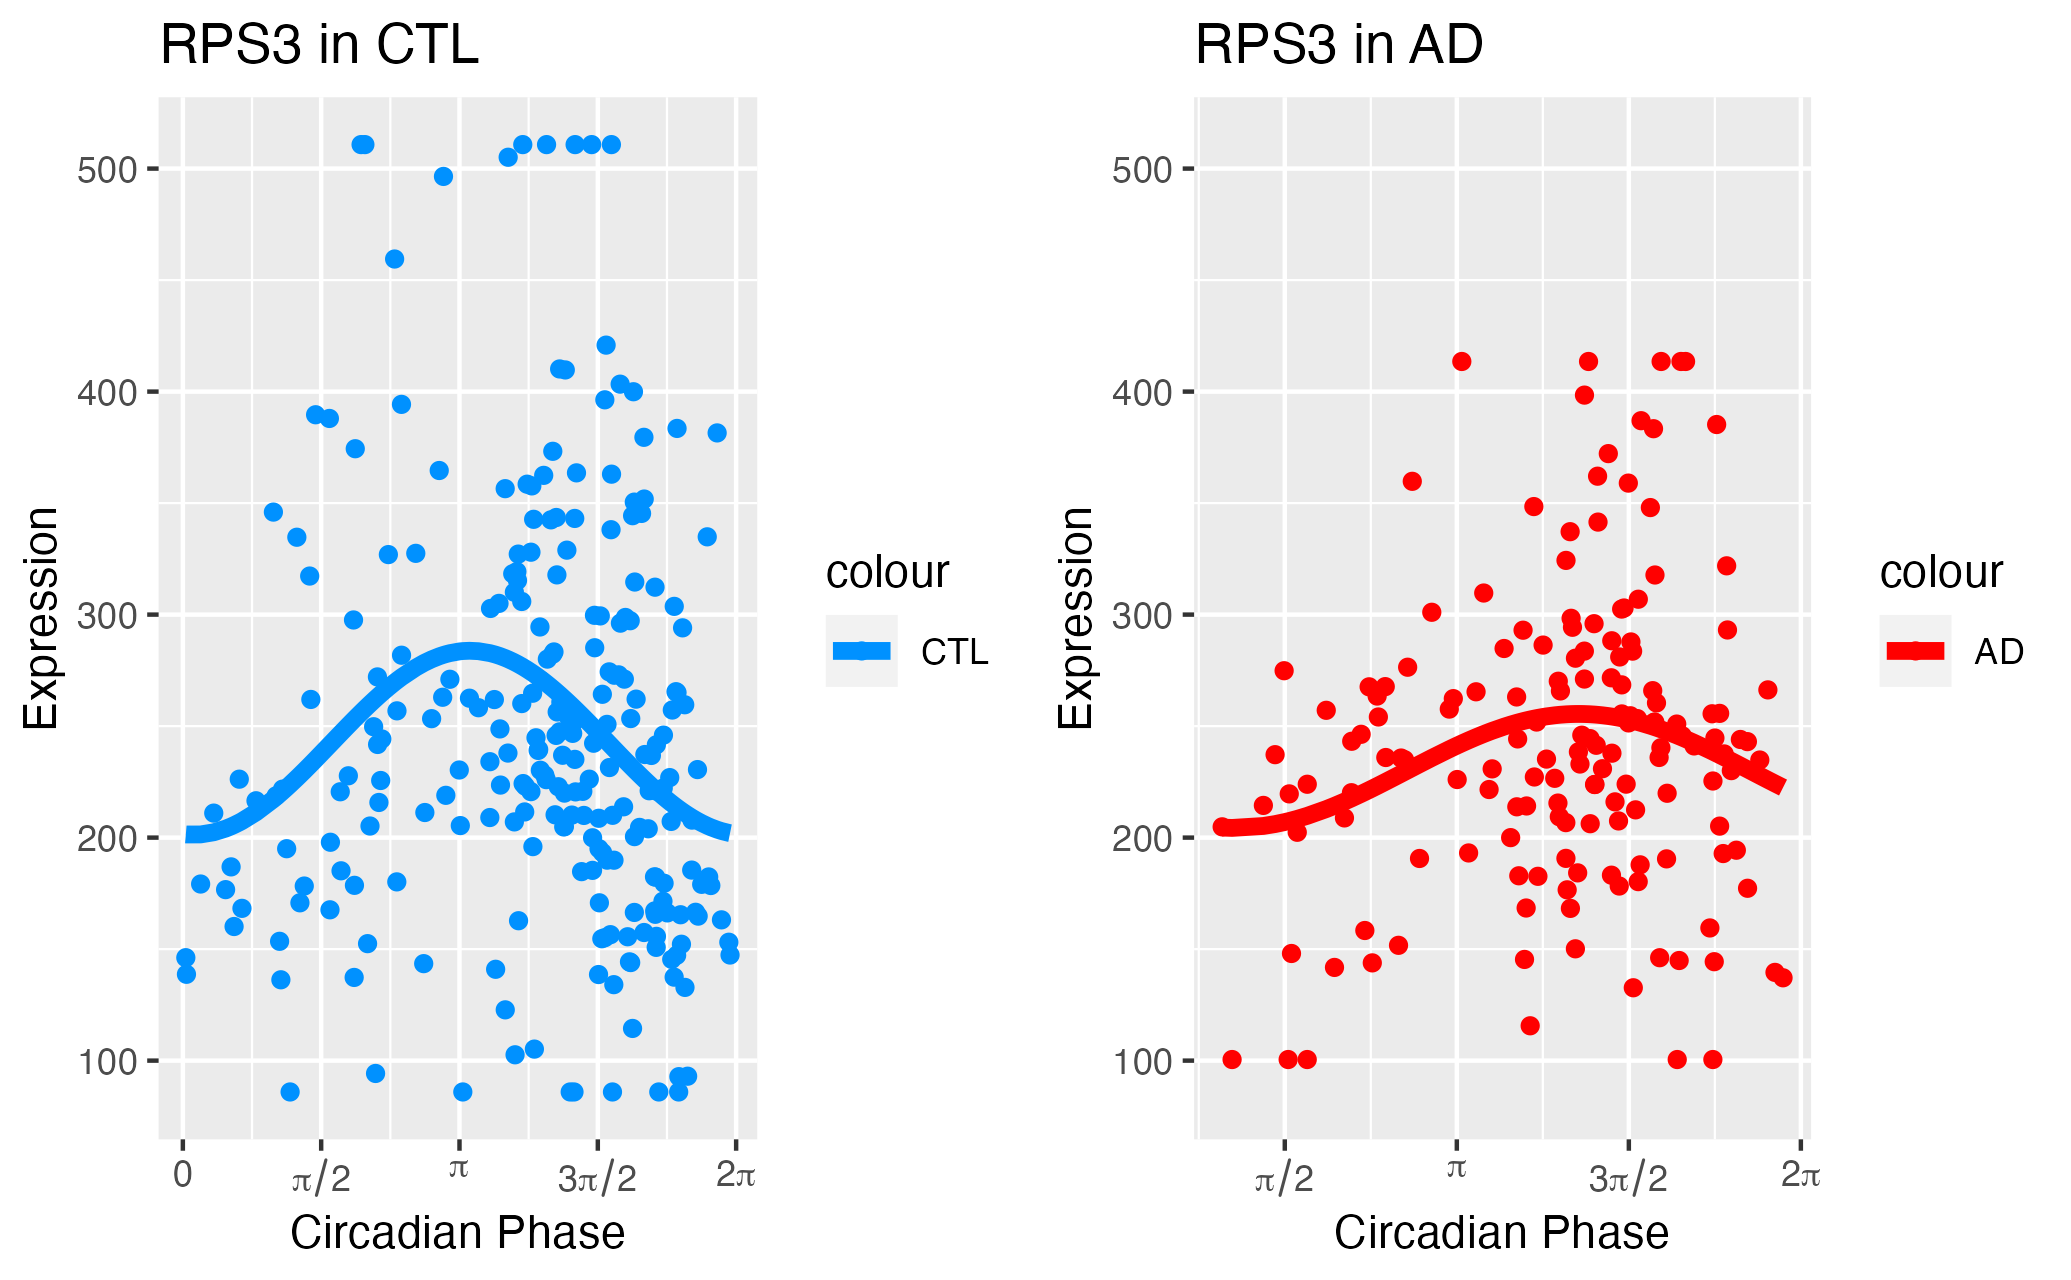 RPS3 in CTL
Expression
500
400
300
200
100
0 π/2 π 3π/2 2π
Circadian Phase
colour
CTL
RPS3 in AD
Expression
500
400
300
200
100
π/2 π 3π/2 2π
Circadian Phase
colour
AD